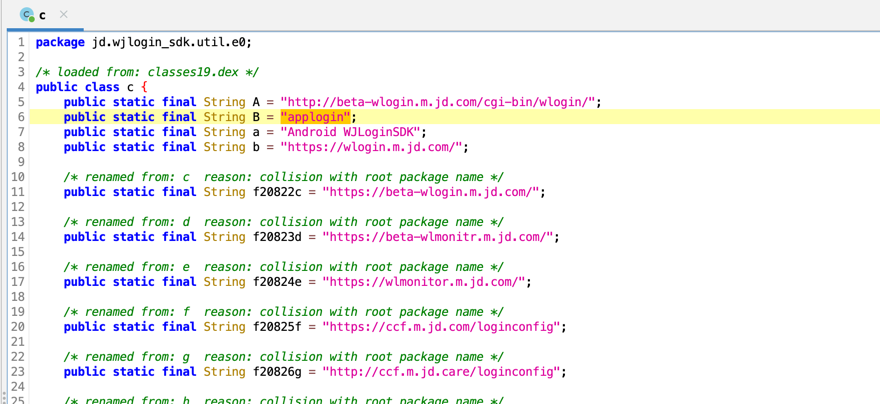 c
1 package jd.wjlogin_sdk.util.e0;
2
3 /* loaded from: classes19.dex */
4 public class c {
5 public static final String A = "http://beta-wlogin.m.jd.com/cgi-bin/wlogin/";
6 public static final String B = "applogin";
7 public static final String a = "Android WJLoginSDK";
8 public static final String b = "https://wlogin.m.jd.com/";
9
10 /* renamed from: c reason: collision with root package name */
11 public static final String f20822c = "https://beta-wlogin.m.jd.com/";
12
13 /* renamed from: d reason: collision with root package name */
14 public static final String f20823d = "https://beta-wlmonitr.m.jd.com/";
15
16 /* renamed from: e reason: collision with root package name */
17 public static final String f20824e = "https://wlmonitor.m.jd.com/";
18
19 /* renamed from: f reason: collision with root package name */
20 public static final String f20825f = "https://ccf.m.jd.com/loginconfig";
21
22 /* renamed from: g reason: collision with root package name */
23 public static final String f20826g = "http://ccf.m.jd.care/loginconfig";
24
25 /* renamed from: h reason: collision with root package name */